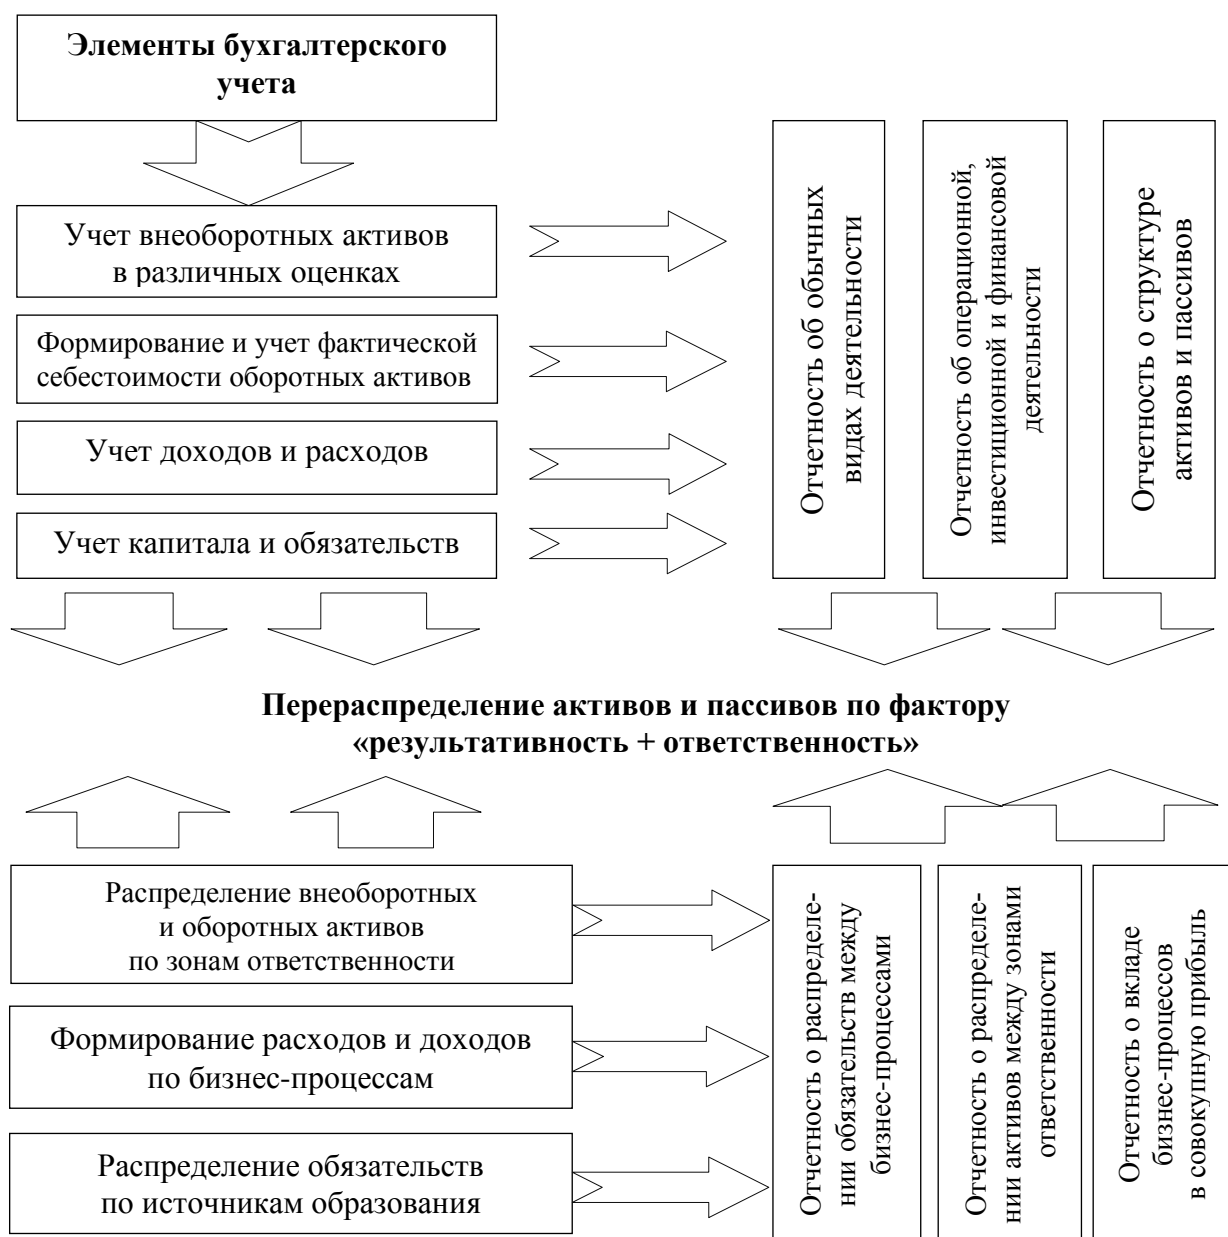 Элементы бухгалтерского
учета
Учет внеоборотных активов
в различных оценках
Формирование и учет фактической
себестоимости оборотных активов
Учет доходов и расходов
Учет капитала и обязательств
Отчетность об обычных
видах деятельности
Отчетность об операционной,
инвестиционной и финансовой
деятельности
Отчетность о структуре
активов и пассивов
Перераспределение активов и пассивов по фактору
«результативность + ответственность»
Распределение внеоборотных
и оборотных активов
по зонам ответственности
Формирование расходов и доходов
по бизнес-процессам
Распределение обязательств
по источникам образования
Отчетность о распределе-
нии обязательств между
бизнес-процессами
Отчетность о распределе-
нии активов между зонами
ответственности
Отчетность о вкладе
бизнес-процессов
в совокупную прибыль